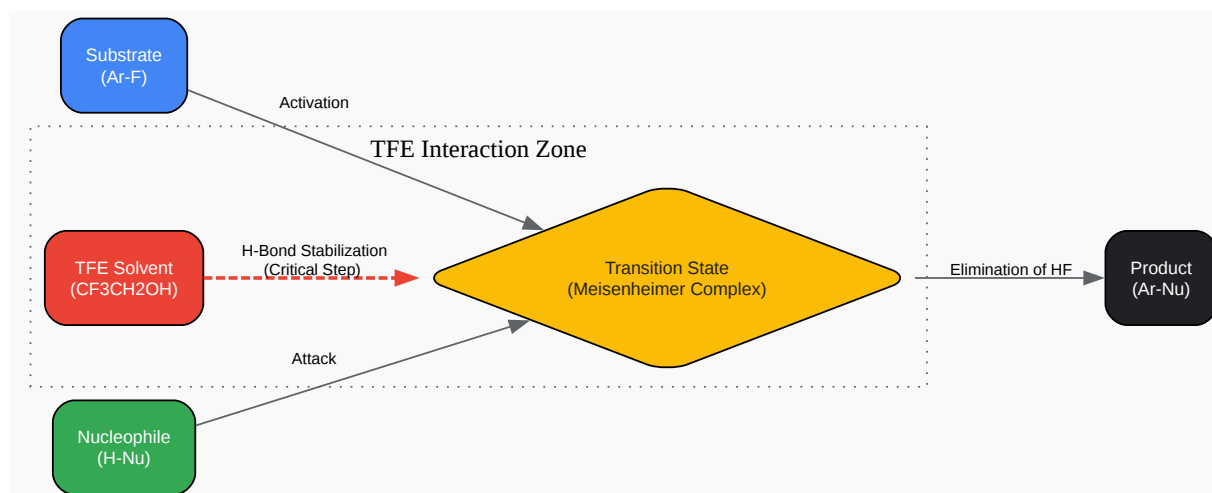 Substrate
(Ar-F)
Activation
TFE Interaction Zone
TFE Solvent
(CF3CH2OH)
H-Bond Stabilization
(Critical Step)
Transition State
(Meisenheimer Complex)
Elimination of HF
Product
(Ar-Nu)
Attack
Nucleophile
(H-Nu)